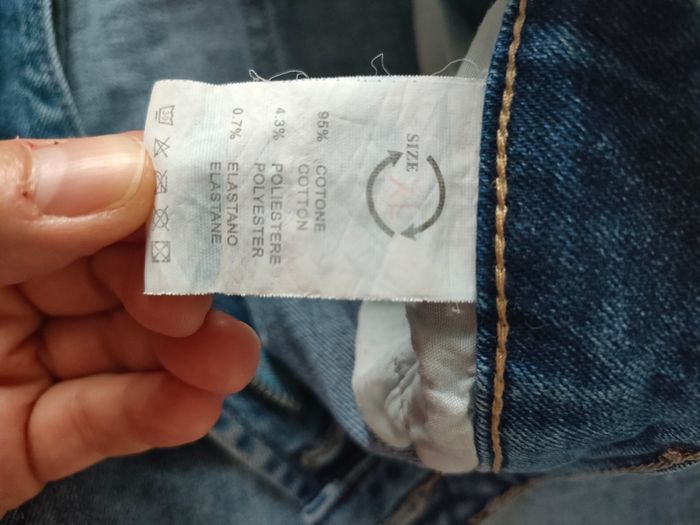 SIZE
95% COTONE
COTTON
4.3% POLIESTERE
POLYESTER
0.7% ELASTANO
ELASTANE